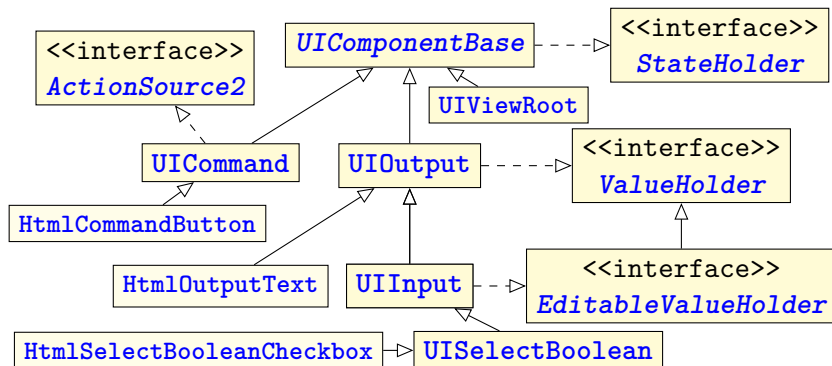 <<interface>>
ActionSource2
UIComponentBase
<<interface>>
StateHolder
UIViewRoot
UICommand
UIOutput
<<interface>>
ValueHolder
HtmlCommandButton
HtmlOutputText
UIInput
<<interface>>
EditableValueHolder
HtmlSelectBooleanCheckbox
UISelectBoolean